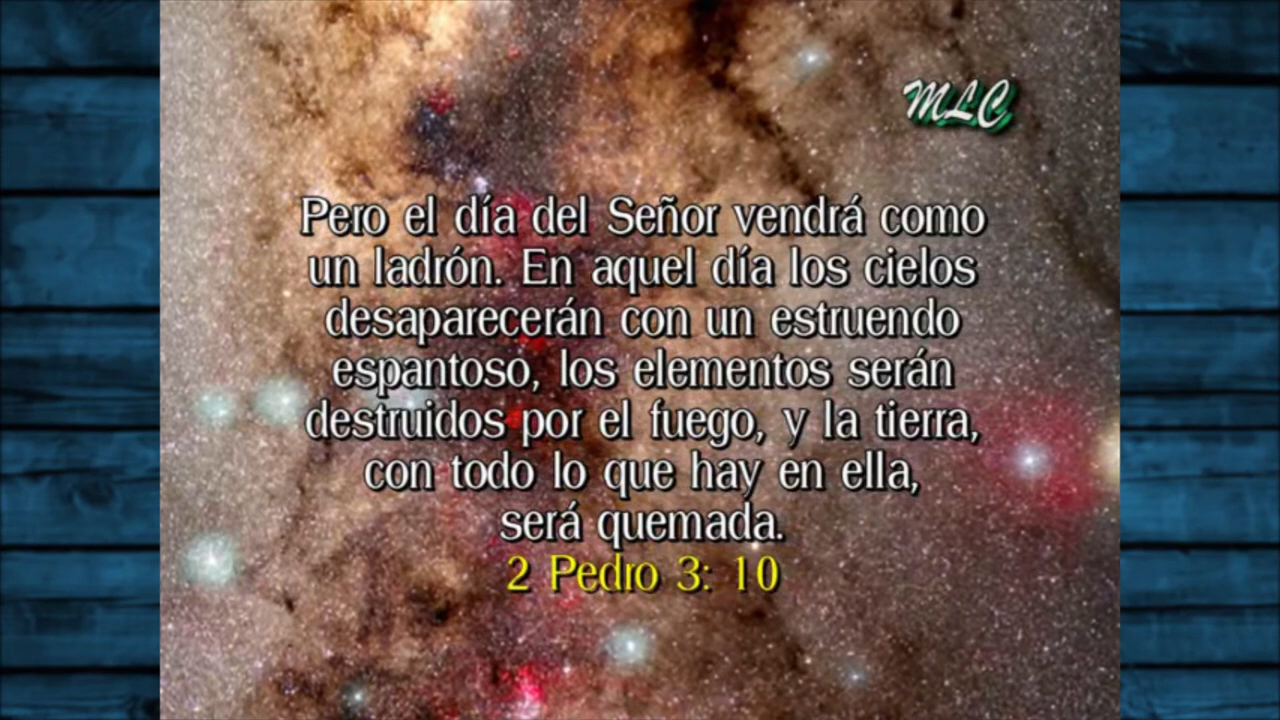 MLC
Pero el día del Señor vendrá como
un ladrón. En aquel día los cielos
desaparecerán con un estruendo
espantoso, los elementos serán
destruidos por el fuego, y la tierra,
con todo lo que hay en ella,
será quemada.
2 Pedro 3: 10